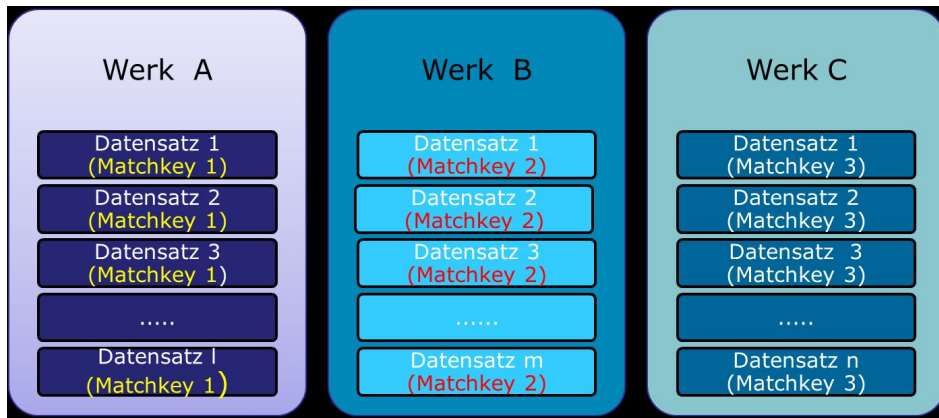 Werk A
Datensatz 1
(Matchkey 1)
Datensatz 2
(Matchkey 1)
Datensatz 3
(Matchkey 1)
.....
Datensatz l
(Matchkey 1)
Werk B
Datensatz 1
(Matchkey 2)
Datensatz 2
(Matchkey 2)
Datensatz 3
(Matchkey 2)
......
Datensatz m
(Matchkey 2)
Werk C
Datensatz 1
(Matchkey 3)
Datensatz 2
(Matchkey 3)
Datensatz 3
(Matchkey 3)
.....
Datensatz n
(Matchkey 3)